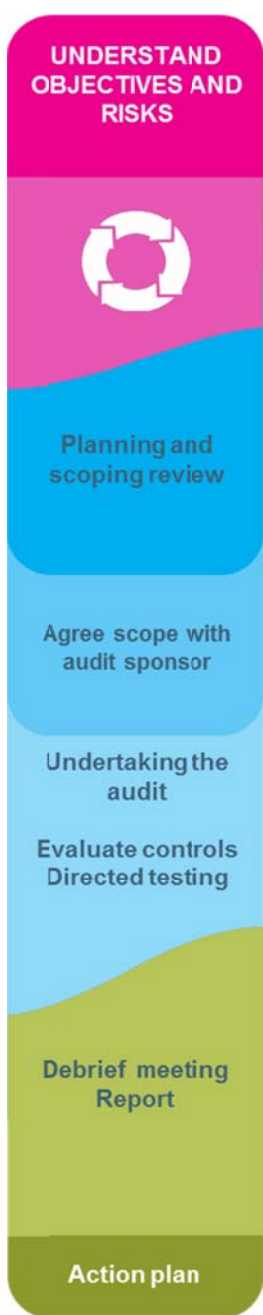 UNDERSTAND
OBJECTIVES AND
RISKS
Planning and
scoping review
Agree scope with
audit sponsor
Undertaking the
audit
Evaluate controls
Directed testing
Debrief meeting
Report
Action plan